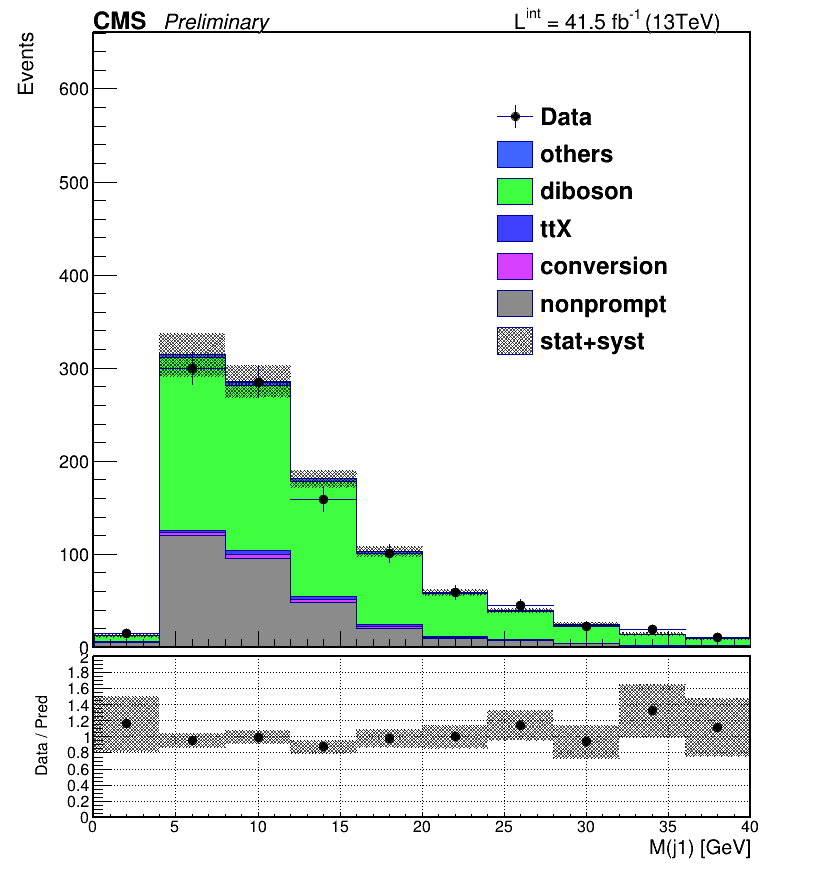 CMS Preliminary L^int = 41.5 fb^-1 (13TeV)
Events
600
500
400
300
200
100
0
Data
others
diboson
ttX
conversion
nonprompt
stat+syst
Data / Pred
2
1.8
1.6
1.4
1.2
1
0.8
0.6
0.4
0.2
0
0 5 10 15 20 25 30 35 40
M(j1) [GeV]